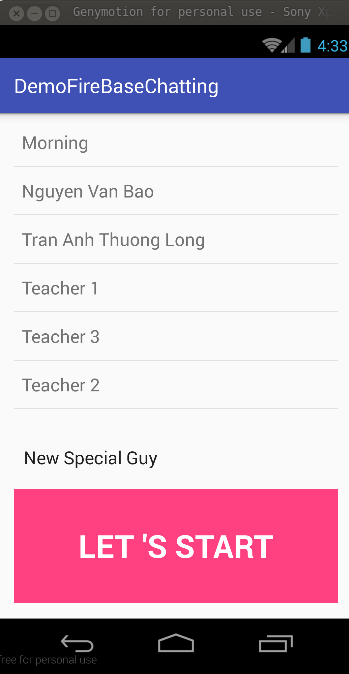 Genymotion for personal use - Sony Xp
4:33
DemoFireBaseChatting
Morning
Nguyen Van Bao
Tran Anh Thuong Long
Teacher 1
Teacher 3
Teacher 2
New Special Guy
LET 'S START
free for personal use